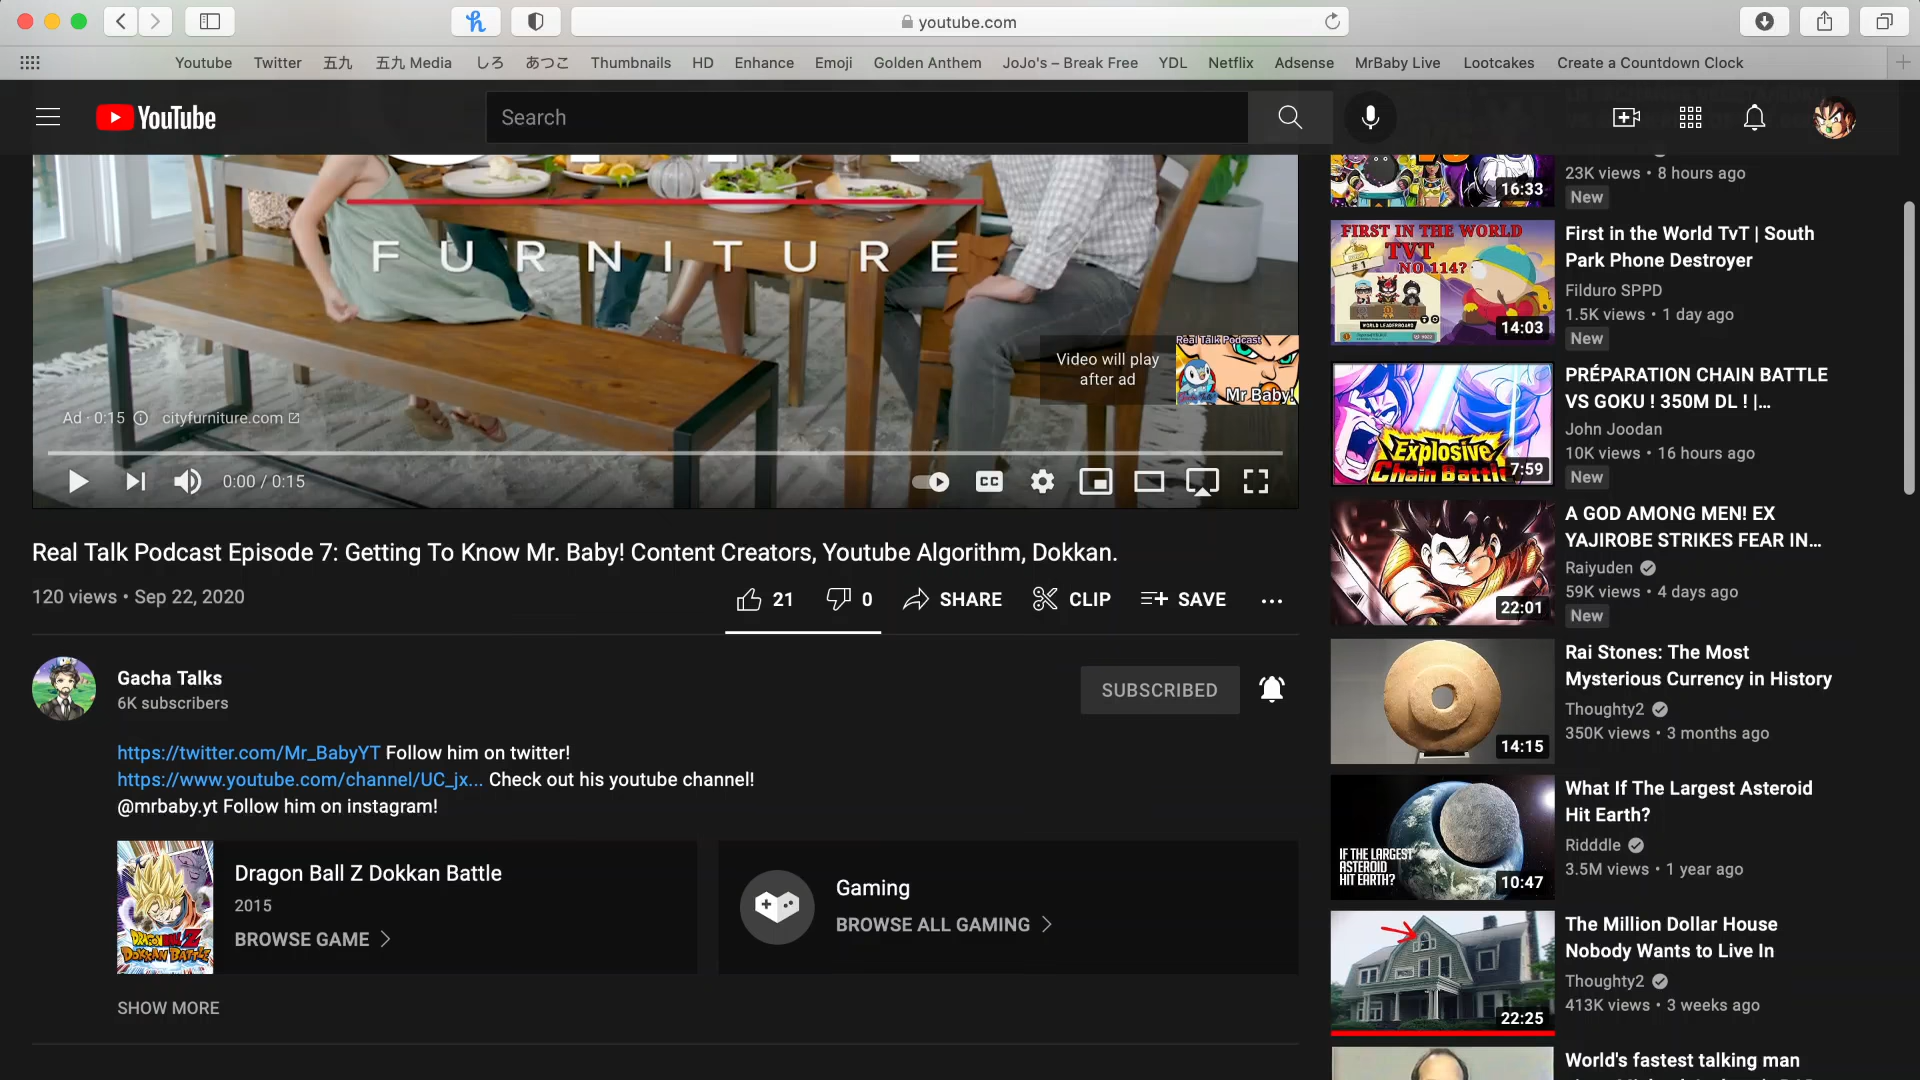 youtube.com
Youtube Twitter 五九 五九 Media しろ あつこ Thumbnails HD Enhance Emoji Golden Anthem JoJo's – Break Free YDL Netflix Adsense MrBaby Live Lootcakes Create a Countdown Clock
YouTube
Search
FURNITURE
Video will play
after ad
Real Talk Podcast
Mr Baby!
Ad · 0:15 cityfurniture.com
0:00 / 0:15
CC
Real Talk Podcast Episode 7: Getting To Know Mr. Baby! Content Creators, Youtube Algorithm, Dokkan.
120 views • Sep 22, 2020
21 0 SHARE CLIP SAVE
Gacha Talks
6K subscribers
SUBSCRIBED
https://twitter.com/Mr_BabyYT Follow him on twitter!
https://www.youtube.com/channel/UC_jx... Check out his youtube channel!
@mrbaby.yt Follow him on instagram!
DRAGON BALL Z
DOKKAN BATTLE
Dragon Ball Z Dokkan Battle
2015
BROWSE GAME
Gaming
BROWSE ALL GAMING
SHOW MORE
16:33
23K views • 8 hours ago
New
FIRST IN THE WORLD
TVT
NO.114?
#1
WORLD LEADERBOARD
14:03
First in the World TvT | South
Park Phone Destroyer
Filduro SPPD
1.5K views • 1 day ago
New
Explosive
Chain Battle
7:59
PRÉPARATION CHAIN BATTLE
VS GOKU ! 350M DL ! |...
John Joodan
10K views • 16 hours ago
New
22:01
A GOD AMONG MEN! EX
YAJIROBE STRIKES FEAR IN...
Raiyuden
59K views • 4 days ago
New
14:15
Rai Stones: The Most
Mysterious Currency in History
Thoughty2
350K views • 3 months ago
IF THE LARGEST
ASTEROID
HIT EARTH?
10:47
What If The Largest Asteroid
Hit Earth?
Ridddle
3.5M views • 1 year ago
22:25
The Million Dollar House
Nobody Wants to Live In
Thoughty2
413K views • 3 weeks ago
World's fastest talking man